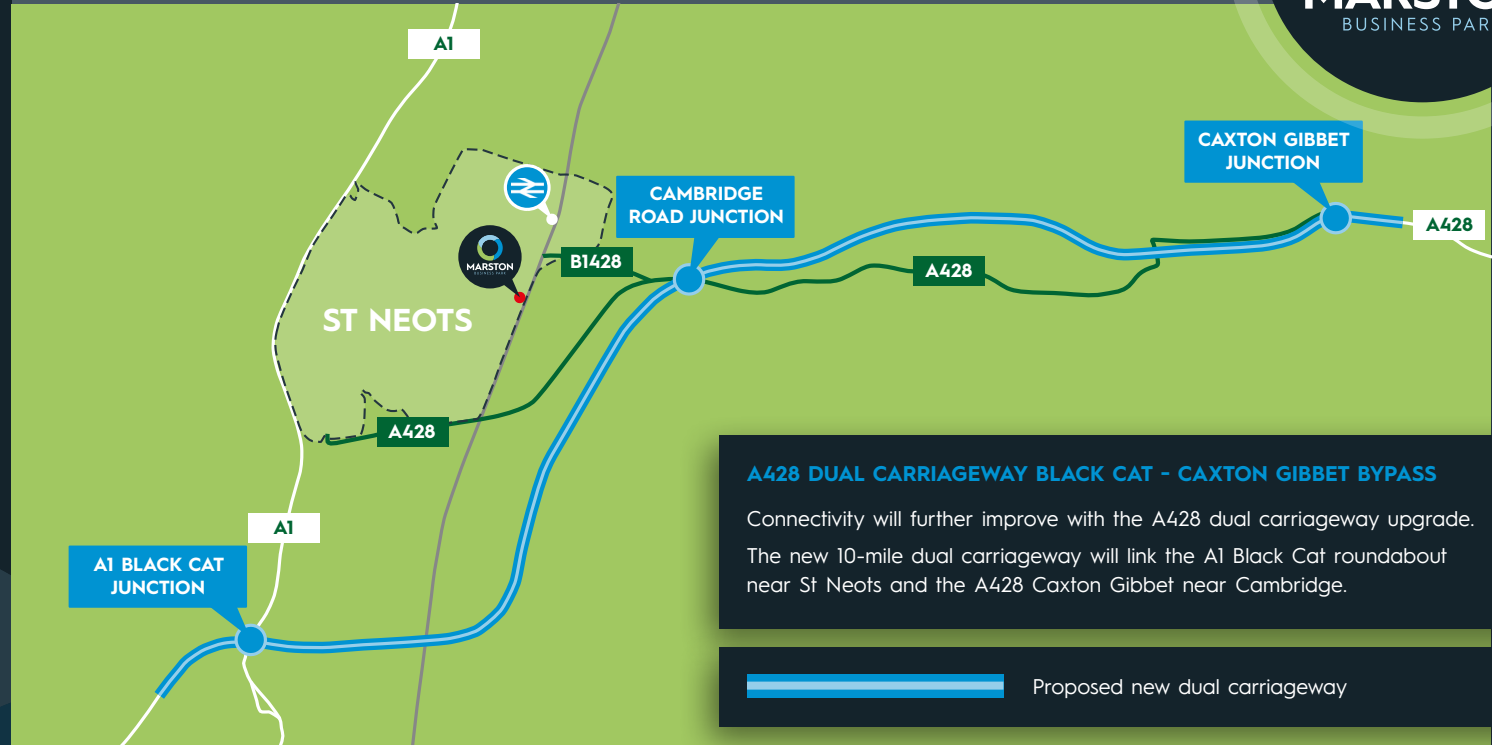 BUSINESS PAR
A1
CAXTON GIBBET
JUNCTION
CAMBRIDGE
ROAD JUNCTION
A428
B1428
MARSTON
BUSINESS PARK
A428
ST NEOTS
A428
A1
A1 BLACK CAT
JUNCTION
A428 DUAL CARRIAGEWAY BLACK CAT - CAXTON GIBBET BYPASS
Connectivity will further improve with the A428 dual carriageway upgrade.
The new 10-mile dual carriageway will link the A1 Black Cat roundabout
near St Neots and the A428 Caxton Gibbet near Cambridge.
Proposed new dual carriageway